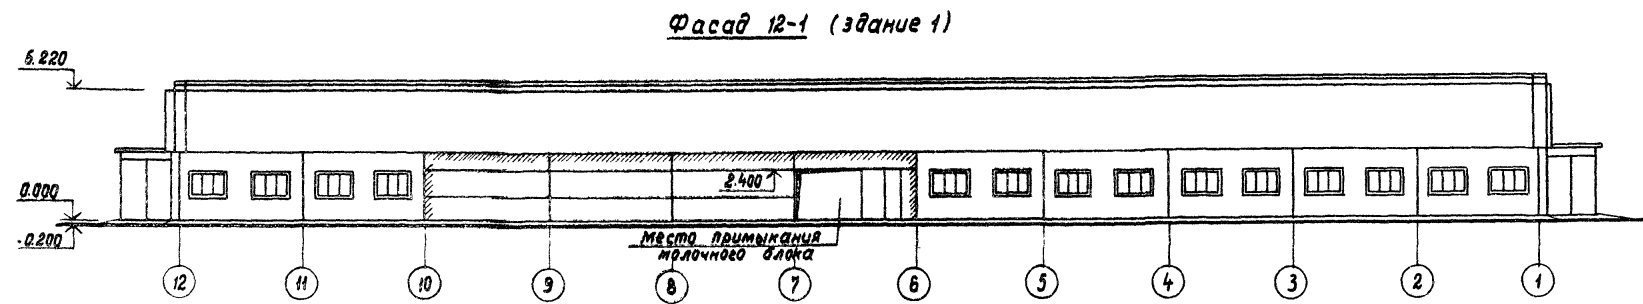 Фасад 12-1 (здание 1)
6.220
2.400
0.000
-0.200
место примыкания
молочного блока
12 11 10 9 8 7 6 5 4 3 2 1